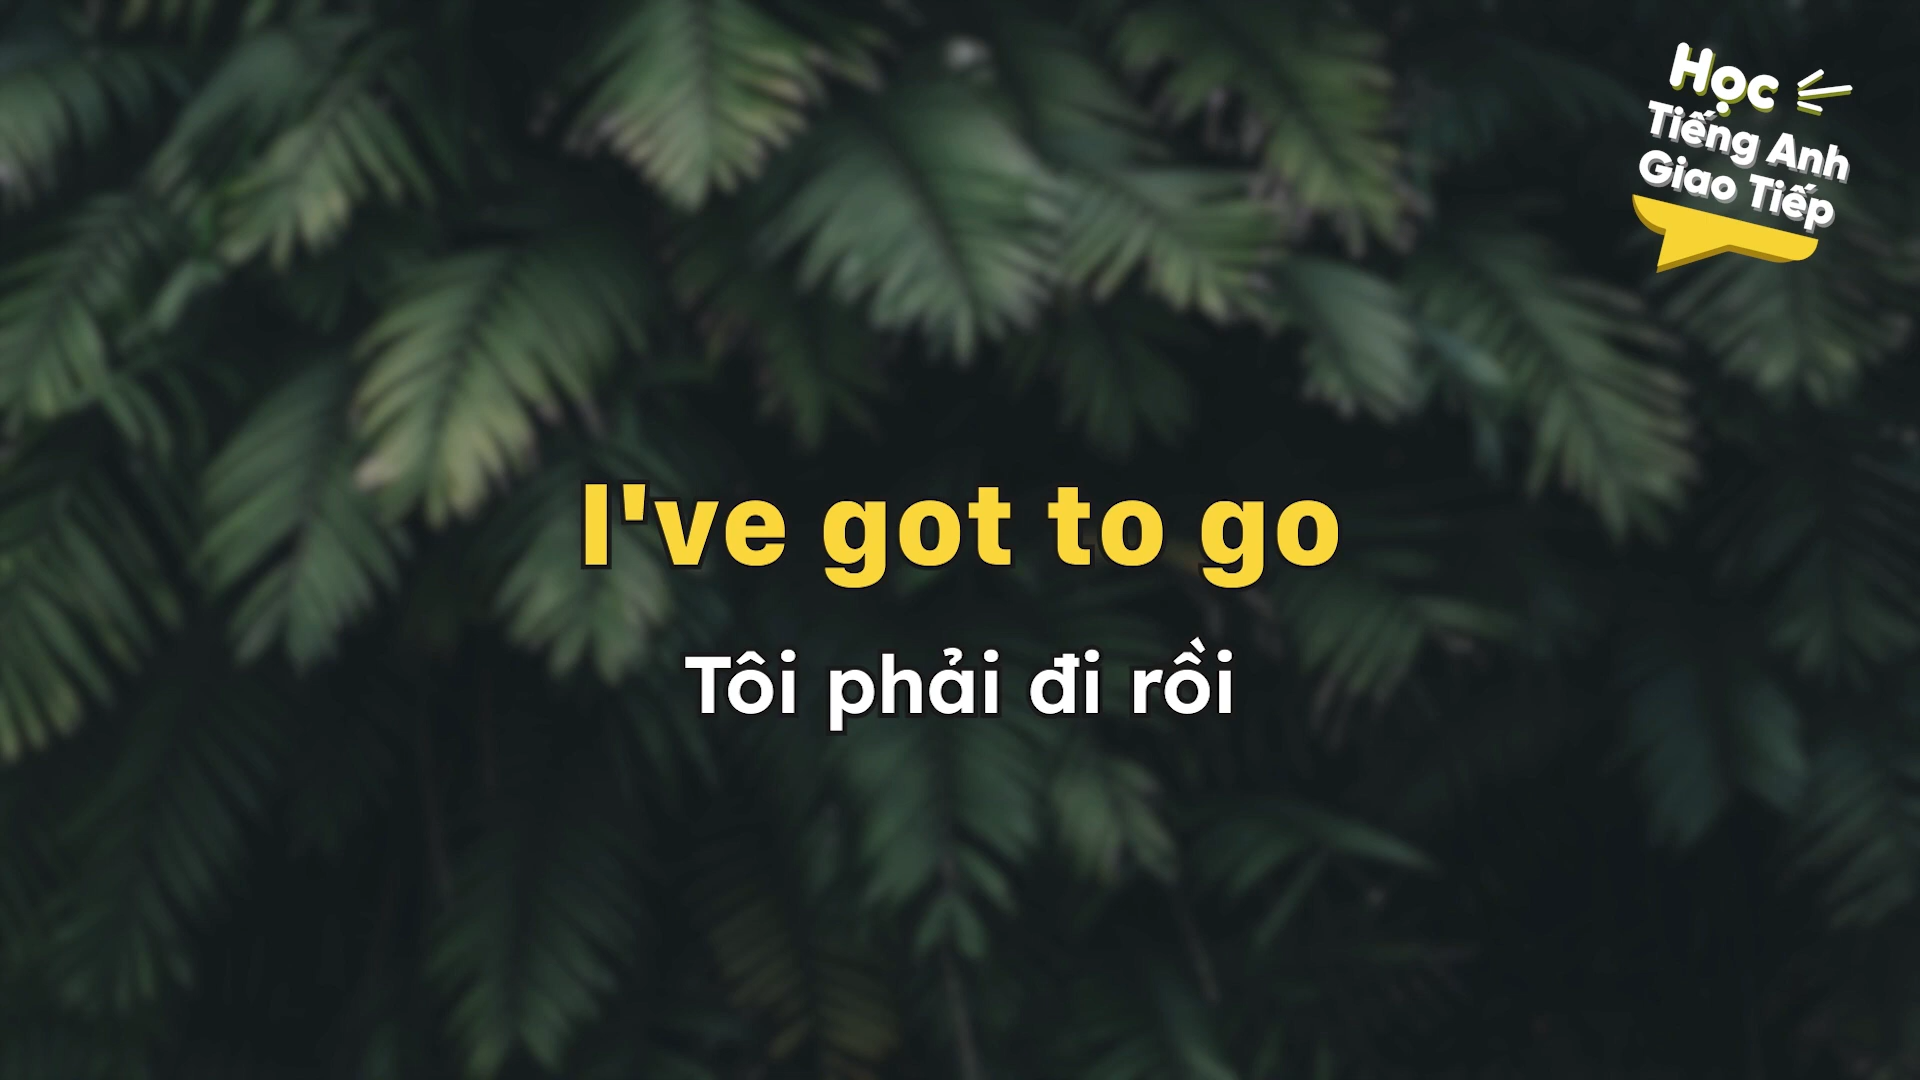 Học
Tiếng Anh
Giao Tiếp
I've got to go
Tôi phải đi rồi